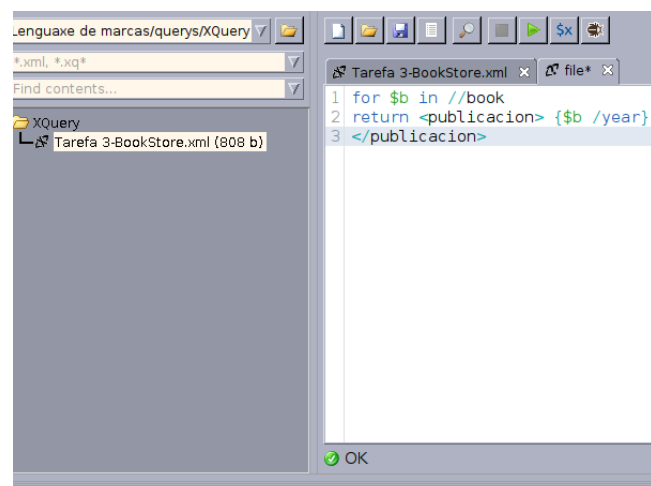 Lenguaxe de marcas/querys/XQuery
*.xml, *.xq*
Find contents...
XQuery
Tarefa 3-BookStore.xml (808 b)
$x
Tarefa 3-BookStore.xml
file*
1 for $b in //book
2 return <publicacion> {$b /year}
3 </publicacion>
OK